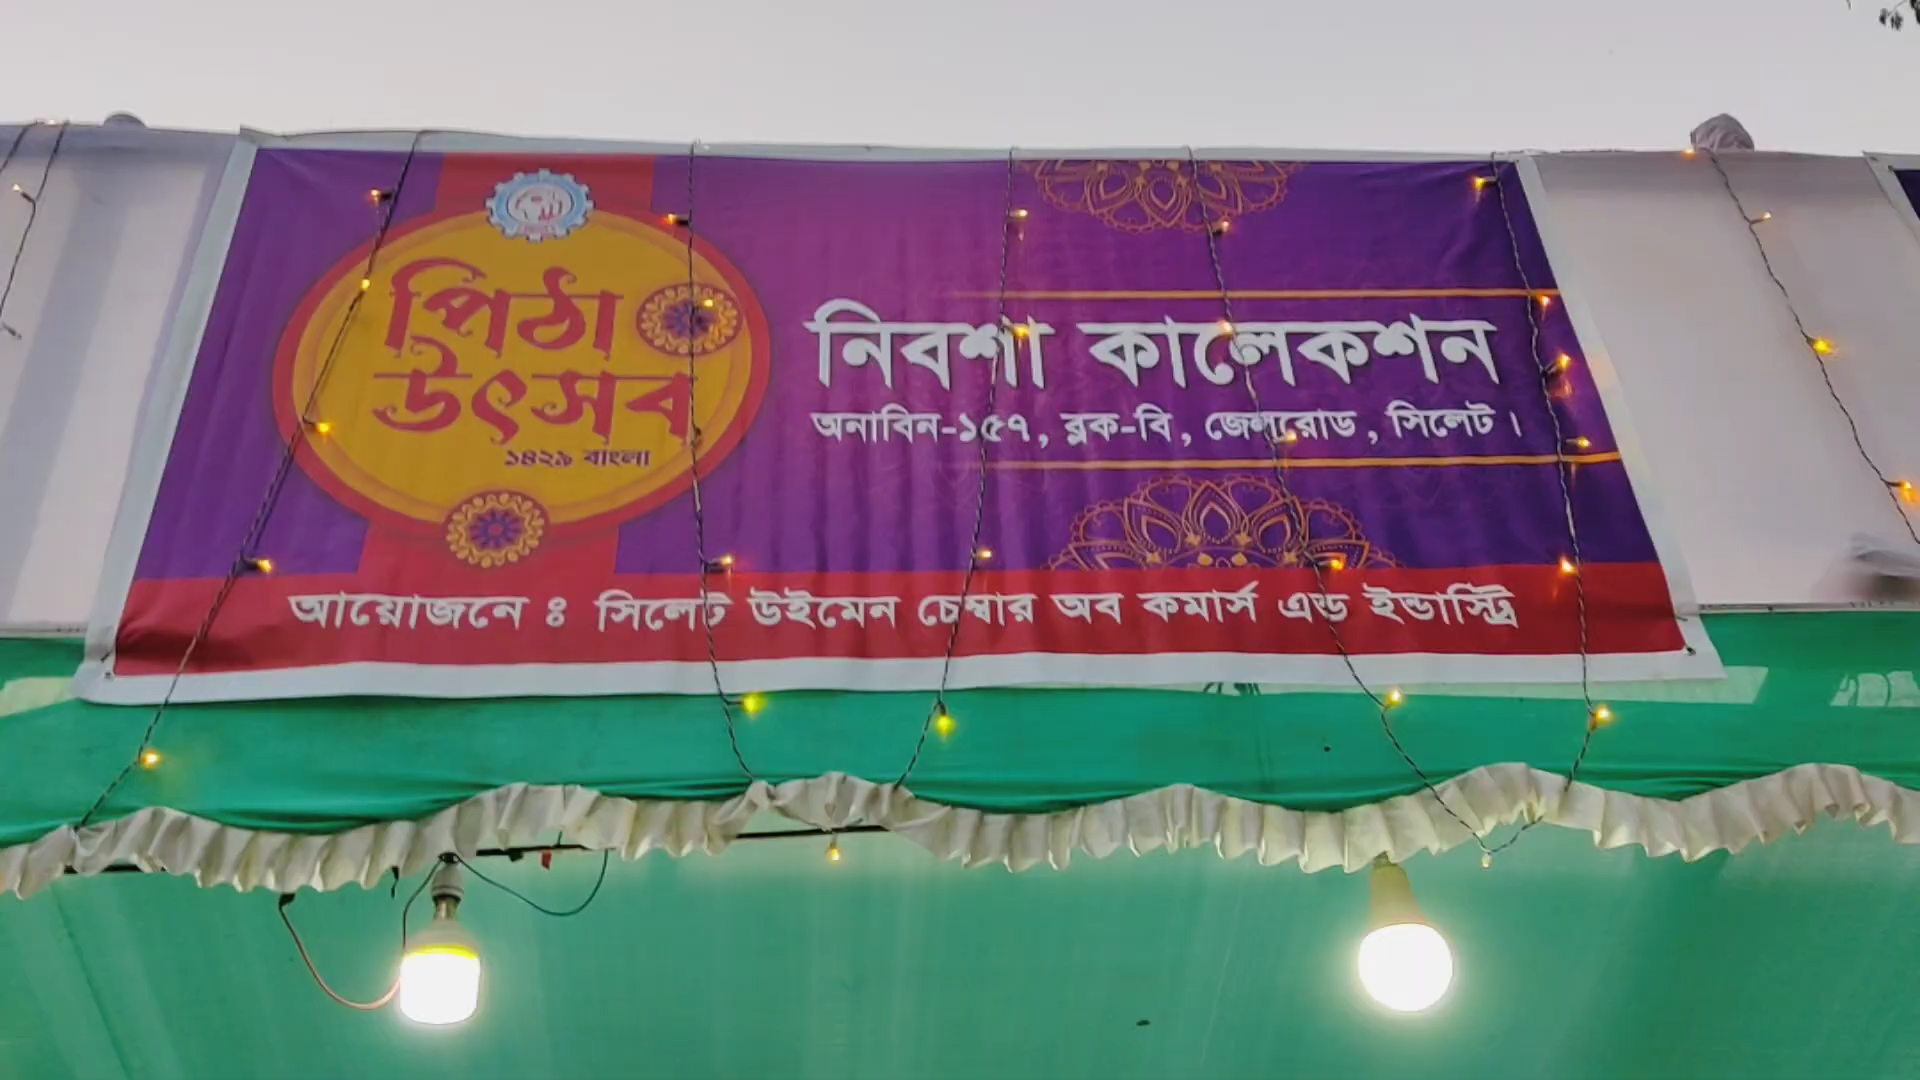 পিঠা
উৎসব
১৪২৯ বাংলা
নিবশা কালেকশন
অনাবিন-১৫৭, ব্লক-বি, জেলরোড, সিলেট।
আয়োজনে ঃ সিলেট উইমেন চেম্বার অব কমার্স এন্ড ইন্ডাস্ট্রি